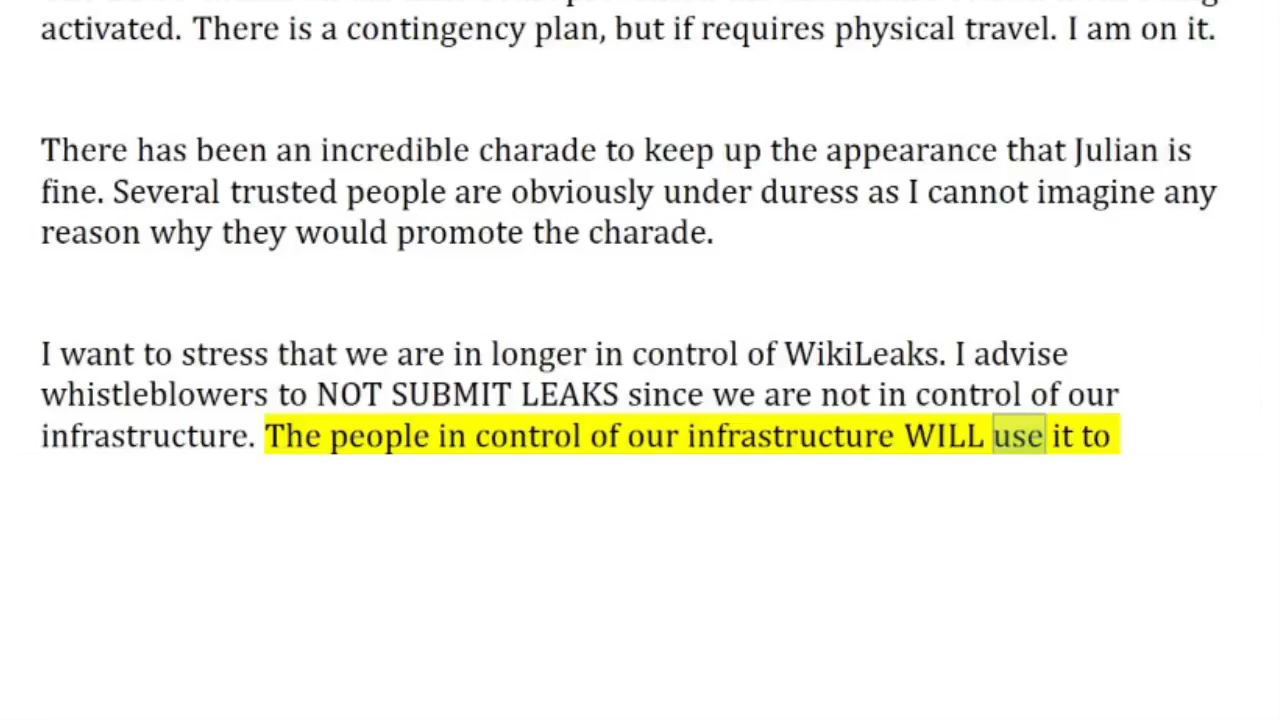 activated. There is a contingency plan, but if requires physical travel. I am on it.
There has been an incredible charade to keep up the appearance that Julian is
fine. Several trusted people are obviously under duress as I cannot imagine any
reason why they would promote the charade.
I want to stress that we are in longer in control of WikiLeaks. I advise
whistleblowers to NOT SUBMIT LEAKS since we are not in control of our
infrastructure. The people in control of our infrastructure WILL use it to